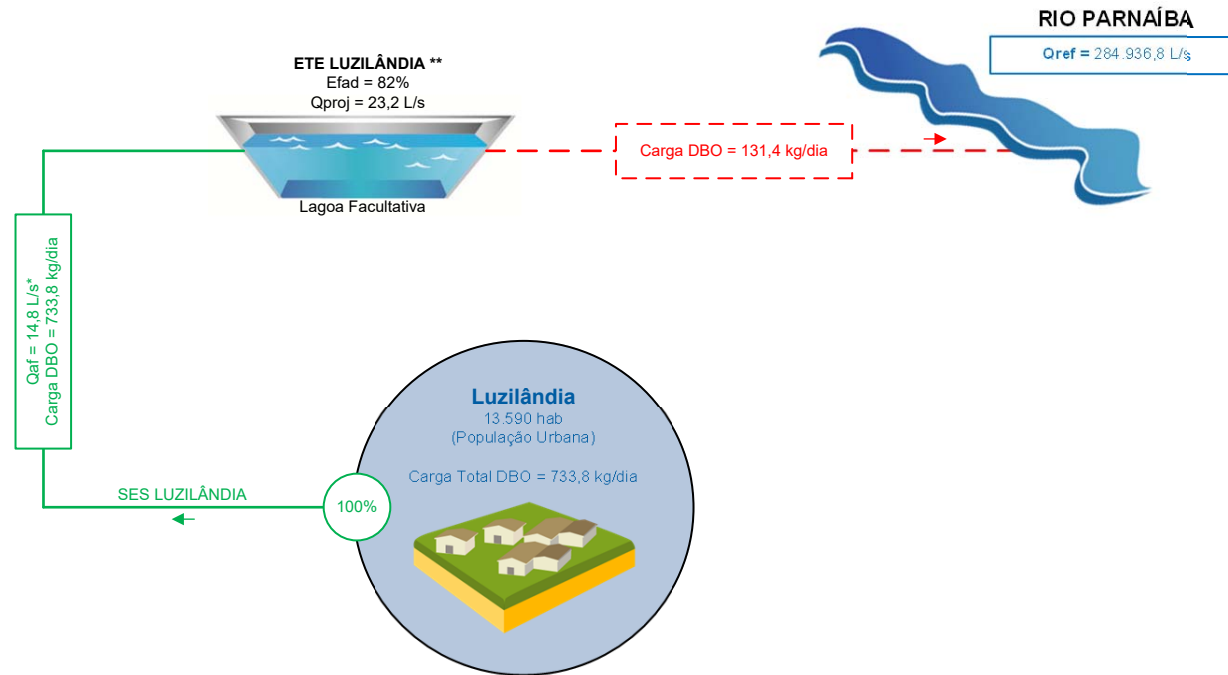 RIO PARNAÍBA
Qref = 284.936,8 L/s
ETE LUZILÂNDIA **
Efad = 82%
Qproj = 23,2 L/s
Carga DBO = 131,4 kg/dia
Lagoa Facultativa
Qaf = 14,8 L/s*
Carga DBO = 733,8 kg/dia
Luzilândia
13.590 hab
(População Urbana)
Carga Total DBO = 733,8 kg/dia
SES LUZILÂNDIA
100%